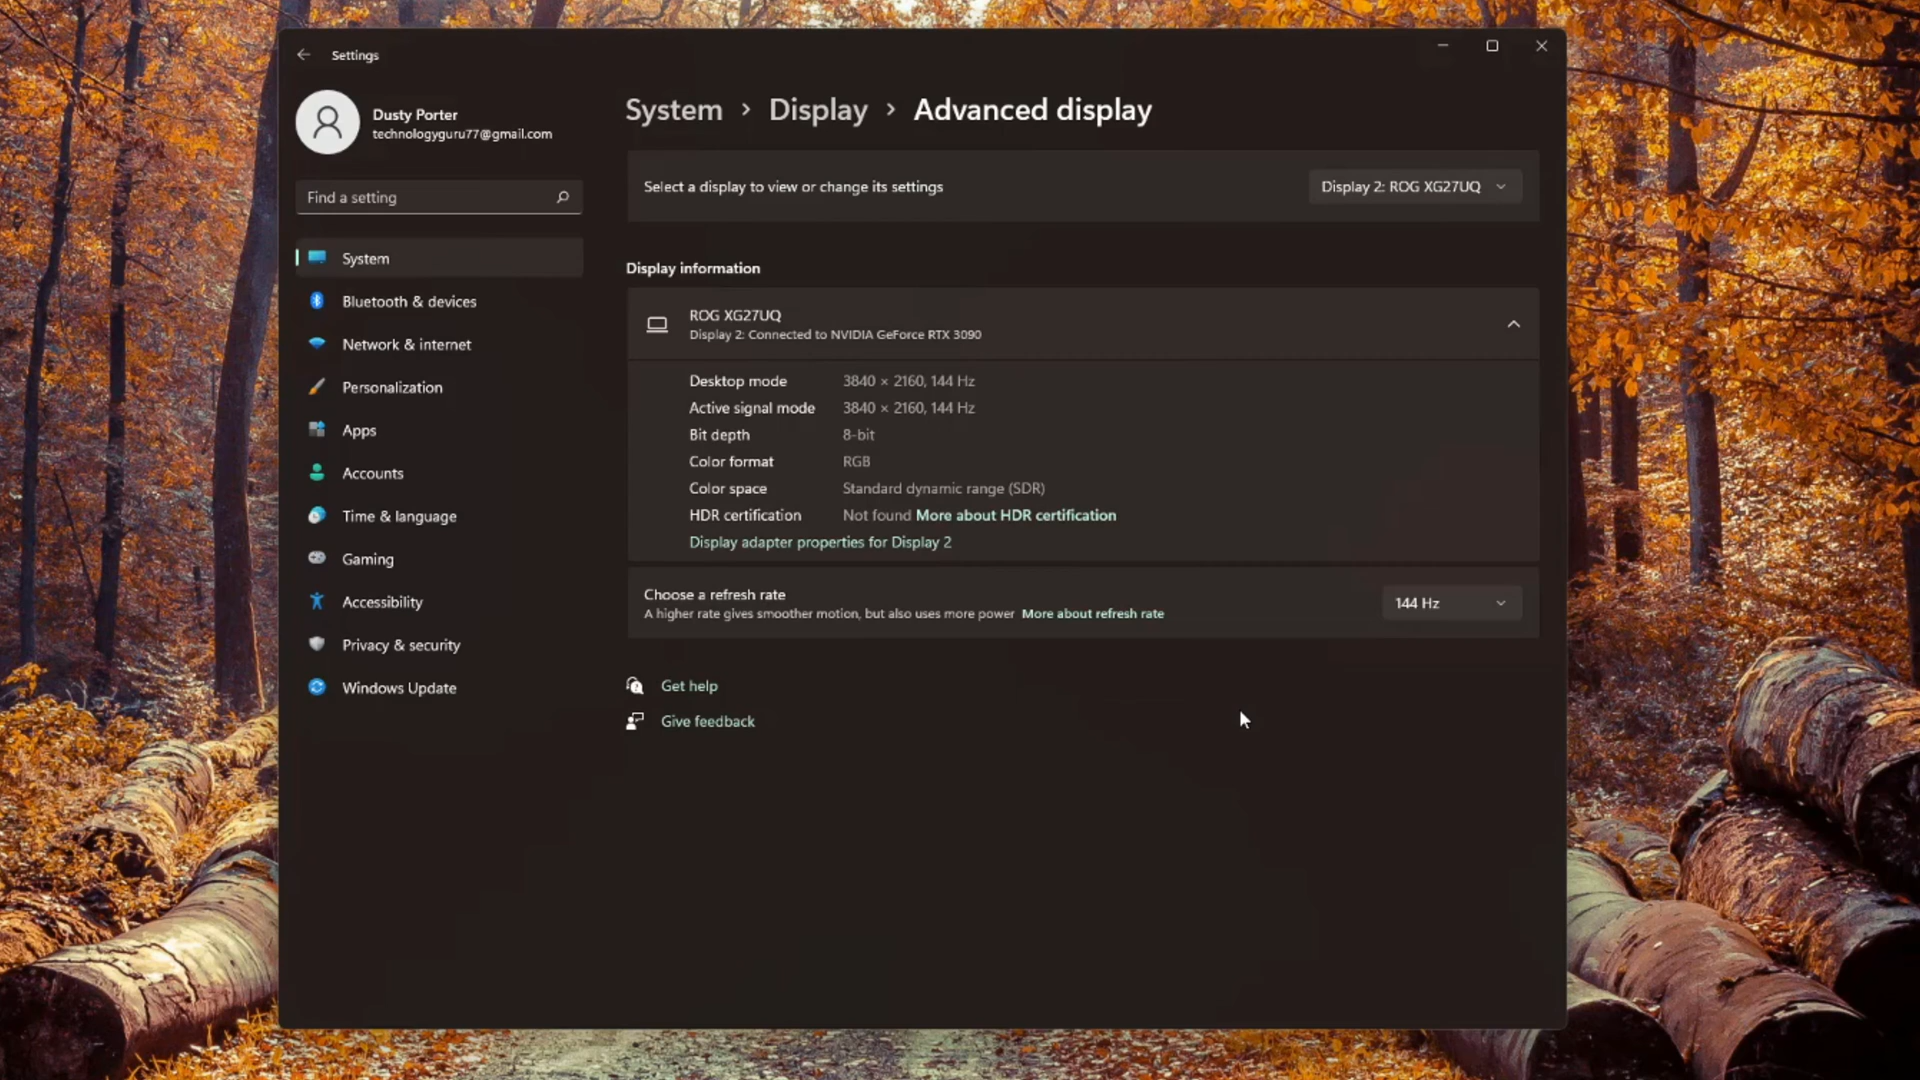 Settings
Dusty Porter
technologyguru77@gmail.com
Find a setting
System
Bluetooth & devices
Network & internet
Personalization
Apps
Accounts
Time & language
Gaming
Accessibility
Privacy & security
Windows Update
System > Display > Advanced display
Select a display to view or change its settings
Display 2: ROG XG27UQ
Display information
ROG XG27UQ
Display 2: Connected to NVIDIA GeForce RTX 3090
Desktop mode 3840 × 2160, 144 Hz
Active signal mode 3840 × 2160, 144 Hz
Bit depth 8-bit
Color format RGB
Color space Standard dynamic range (SDR)
HDR certification Not found More about HDR certification
Display adapter properties for Display 2
Choose a refresh rate
A higher rate gives smoother motion, but also uses more power More about refresh rate
144 Hz
Get help
Give feedback